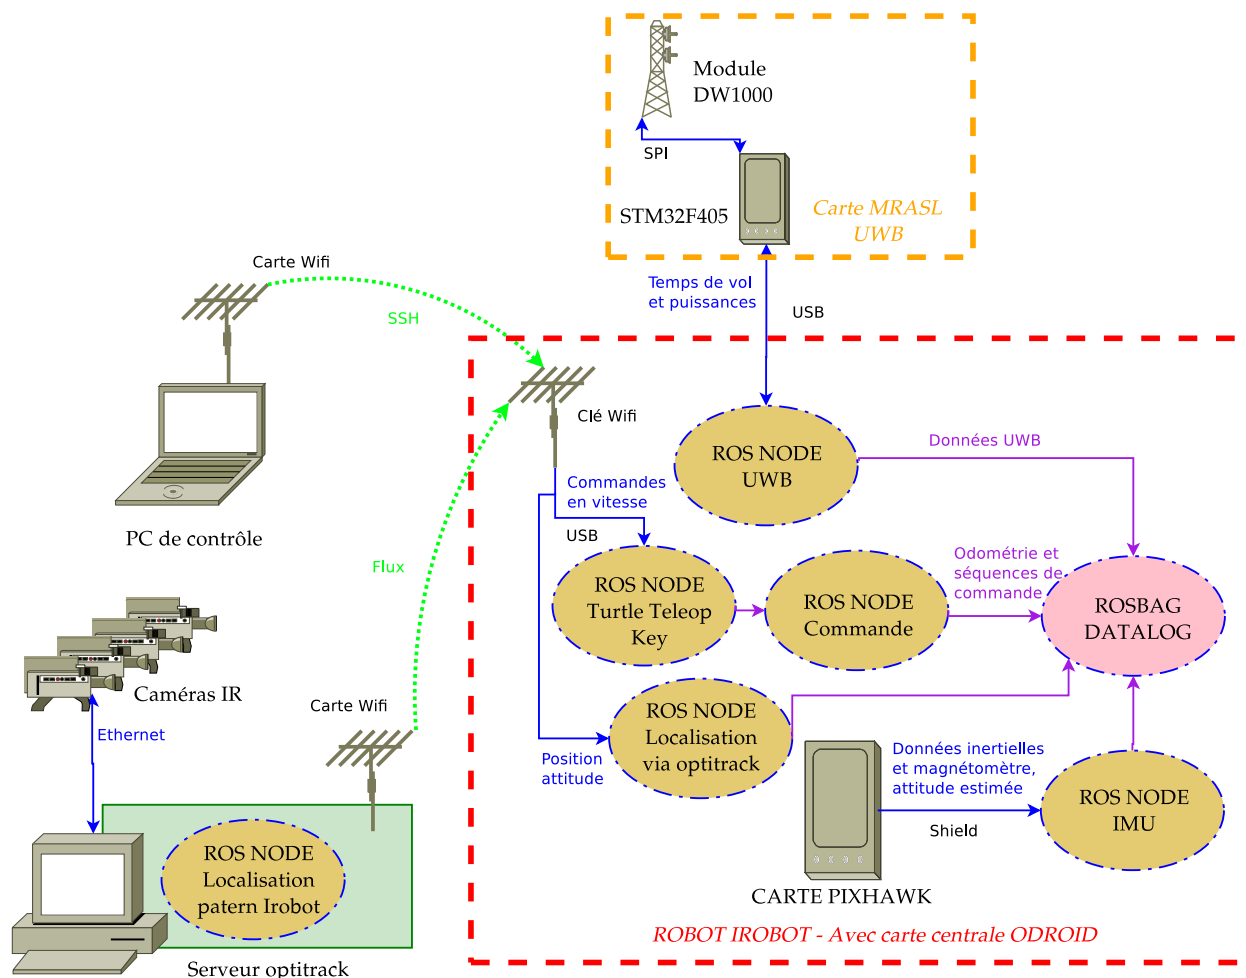 Module
DW1000
SPI
STM32F405
Carte MRASL
UWB
Carte Wifi
SSH
Temps de vol
et puissances
USB
Clé Wifi
PC de contrôle
Flux
ROS NODE
UWB
Données UWB
Commandes
en vitesse
USB
ROS NODE
Turtle Teleop
Key
ROS NODE
Commande
Odométrie et
séquences de
commande
ROSBAG
DATALOG
Caméras IR
Ethernet
Carte Wifi
Position
attitude
ROS NODE
Localisation
via optitrack
Données inertielles
et magnétomètre,
attitude estimée
Shield
ROS NODE
IMU
CARTE PIXHAWK
ROS NODE
Localisation
patern Irobot
Serveur optitrack
ROBOT IROBOT - Avec carte centrale ODROID